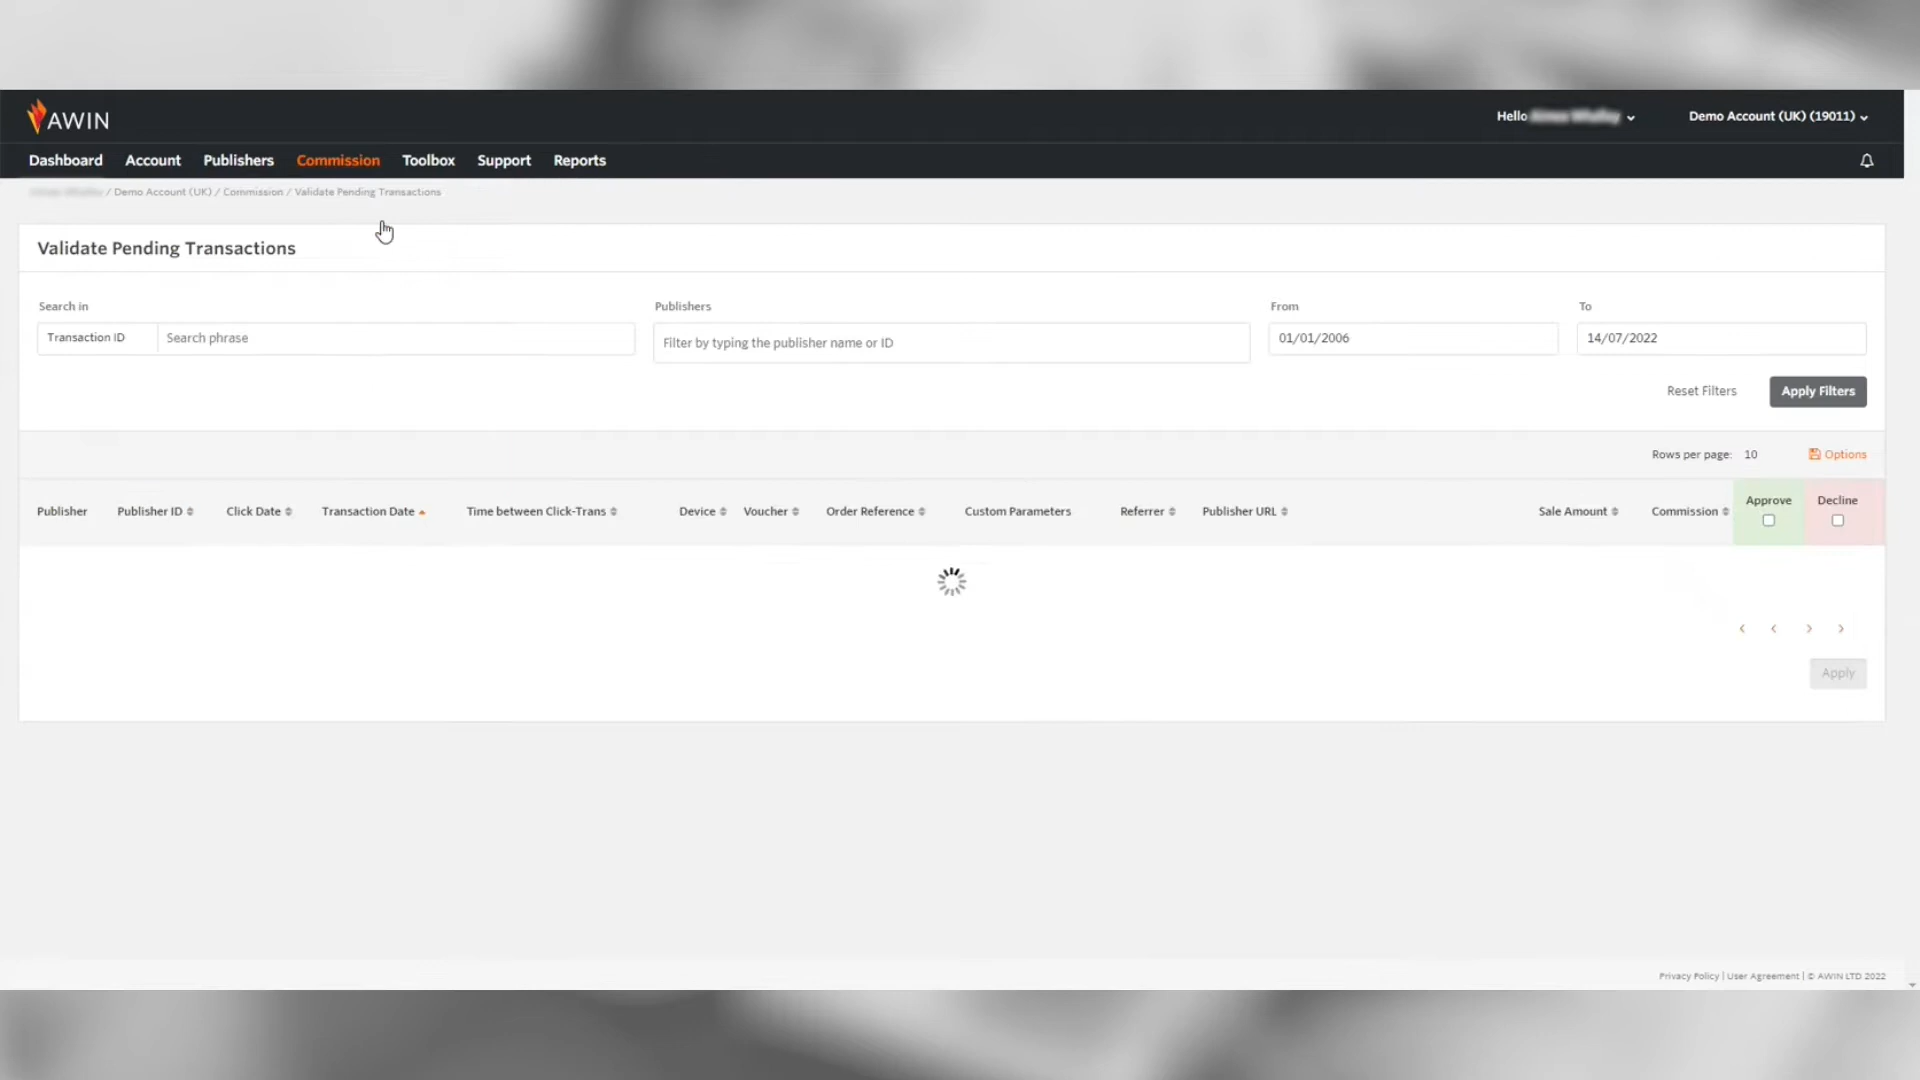 AWIN
Hello
Demo Account (UK) (19011)
Dashboard Account Publishers Commission Toolbox Support Reports
/ Demo Account (UK) / Commission / Validate Pending Transactions
Validate Pending Transactions
Search in
Publishers
From
To
Transaction ID
Search phrase
Filter by typing the publisher name or ID
01/01/2006
14/07/2022
Reset Filters
Apply Filters
Rows per page: 10
Options
Publisher Publisher ID Click Date Transaction Date Time between Click-Trans Device Voucher Order Reference Custom Parameters Referrer Publisher URL Sale Amount Commission Approve Decline
Apply
Privacy Policy | User Agreement | © AWIN LTD 2022